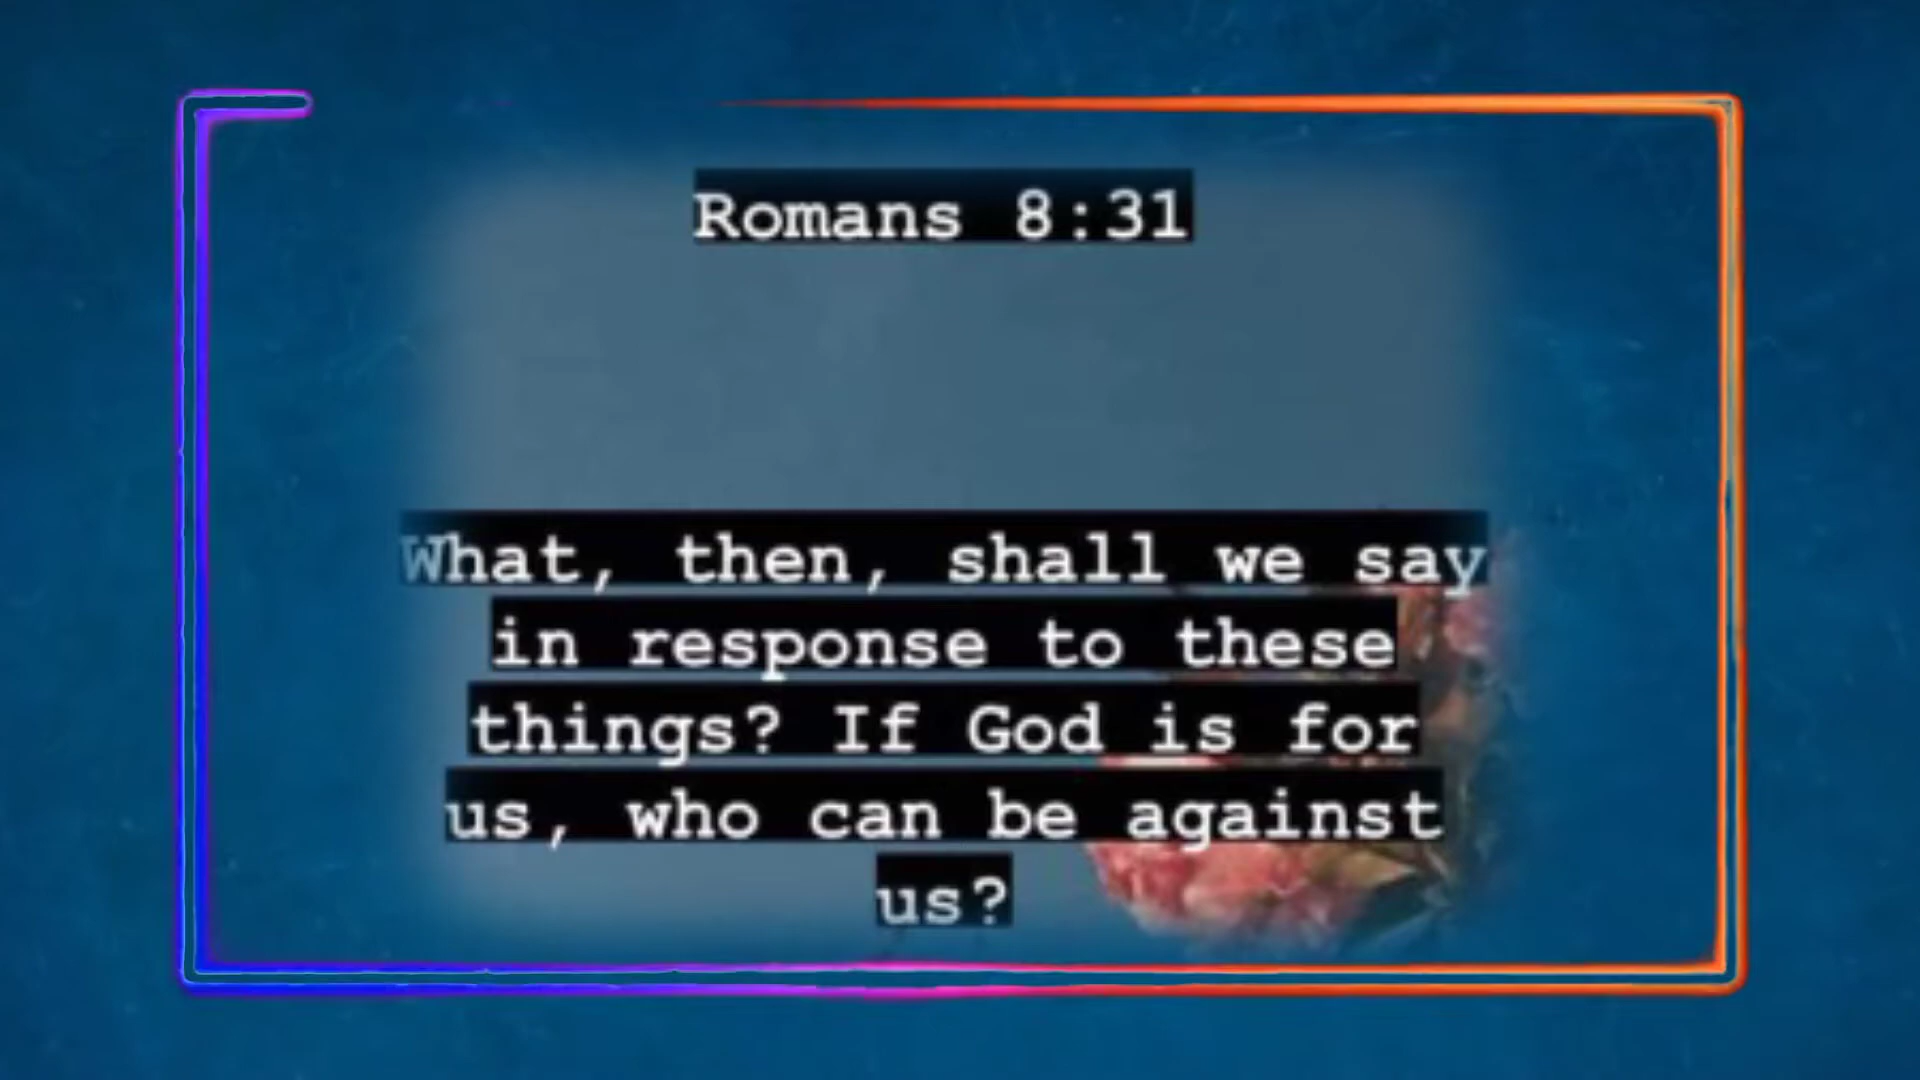 Romans 8:31
What, then, shall we say
in response to these
things? If God is for
us, who can be against
us?